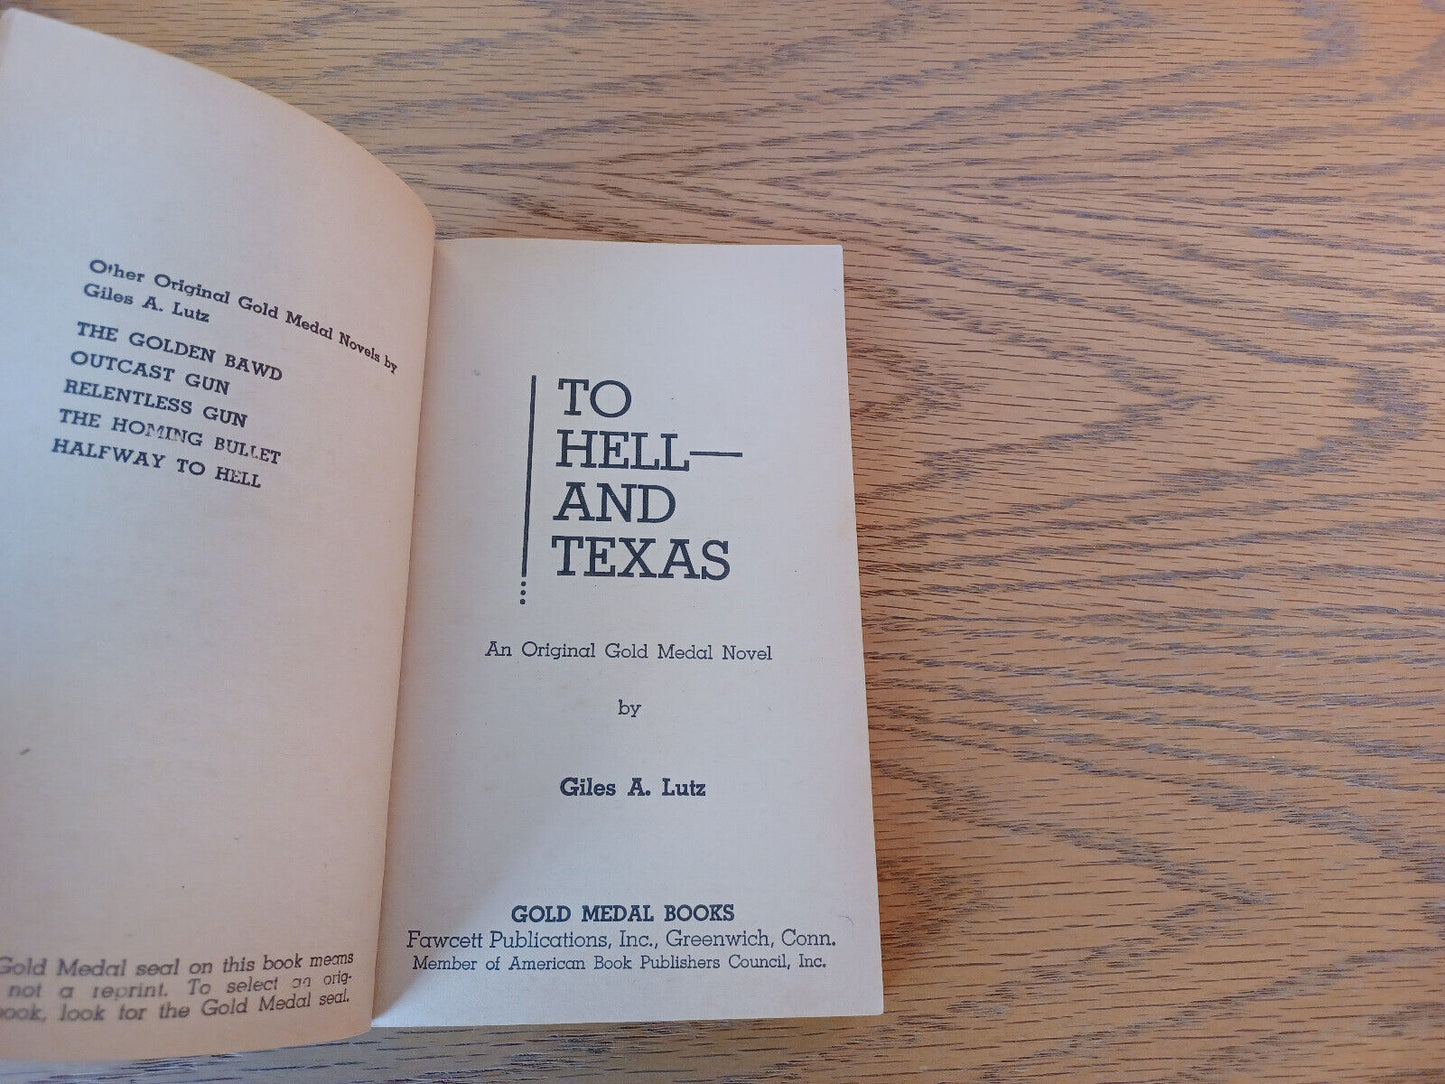 Other Original Gold Medal Novels by
Giles A. Lutz
THE GOLDEN BAWD
OUTCAST GUN
RELENTLESS GUN
THE HOMING BULLET
HALFWAY TO HELL
Gold Medal seal on this book means
not a reprint. To select an orig-
book, look for the Gold Medal seal.
TO
HELL—
AND
TEXAS
An Original Gold Medal Novel
by
Giles A. Lutz
GOLD MEDAL BOOKS
Fawcett Publications, Inc., Greenwich, Conn.
Member of American Book Publishers Council, Inc.